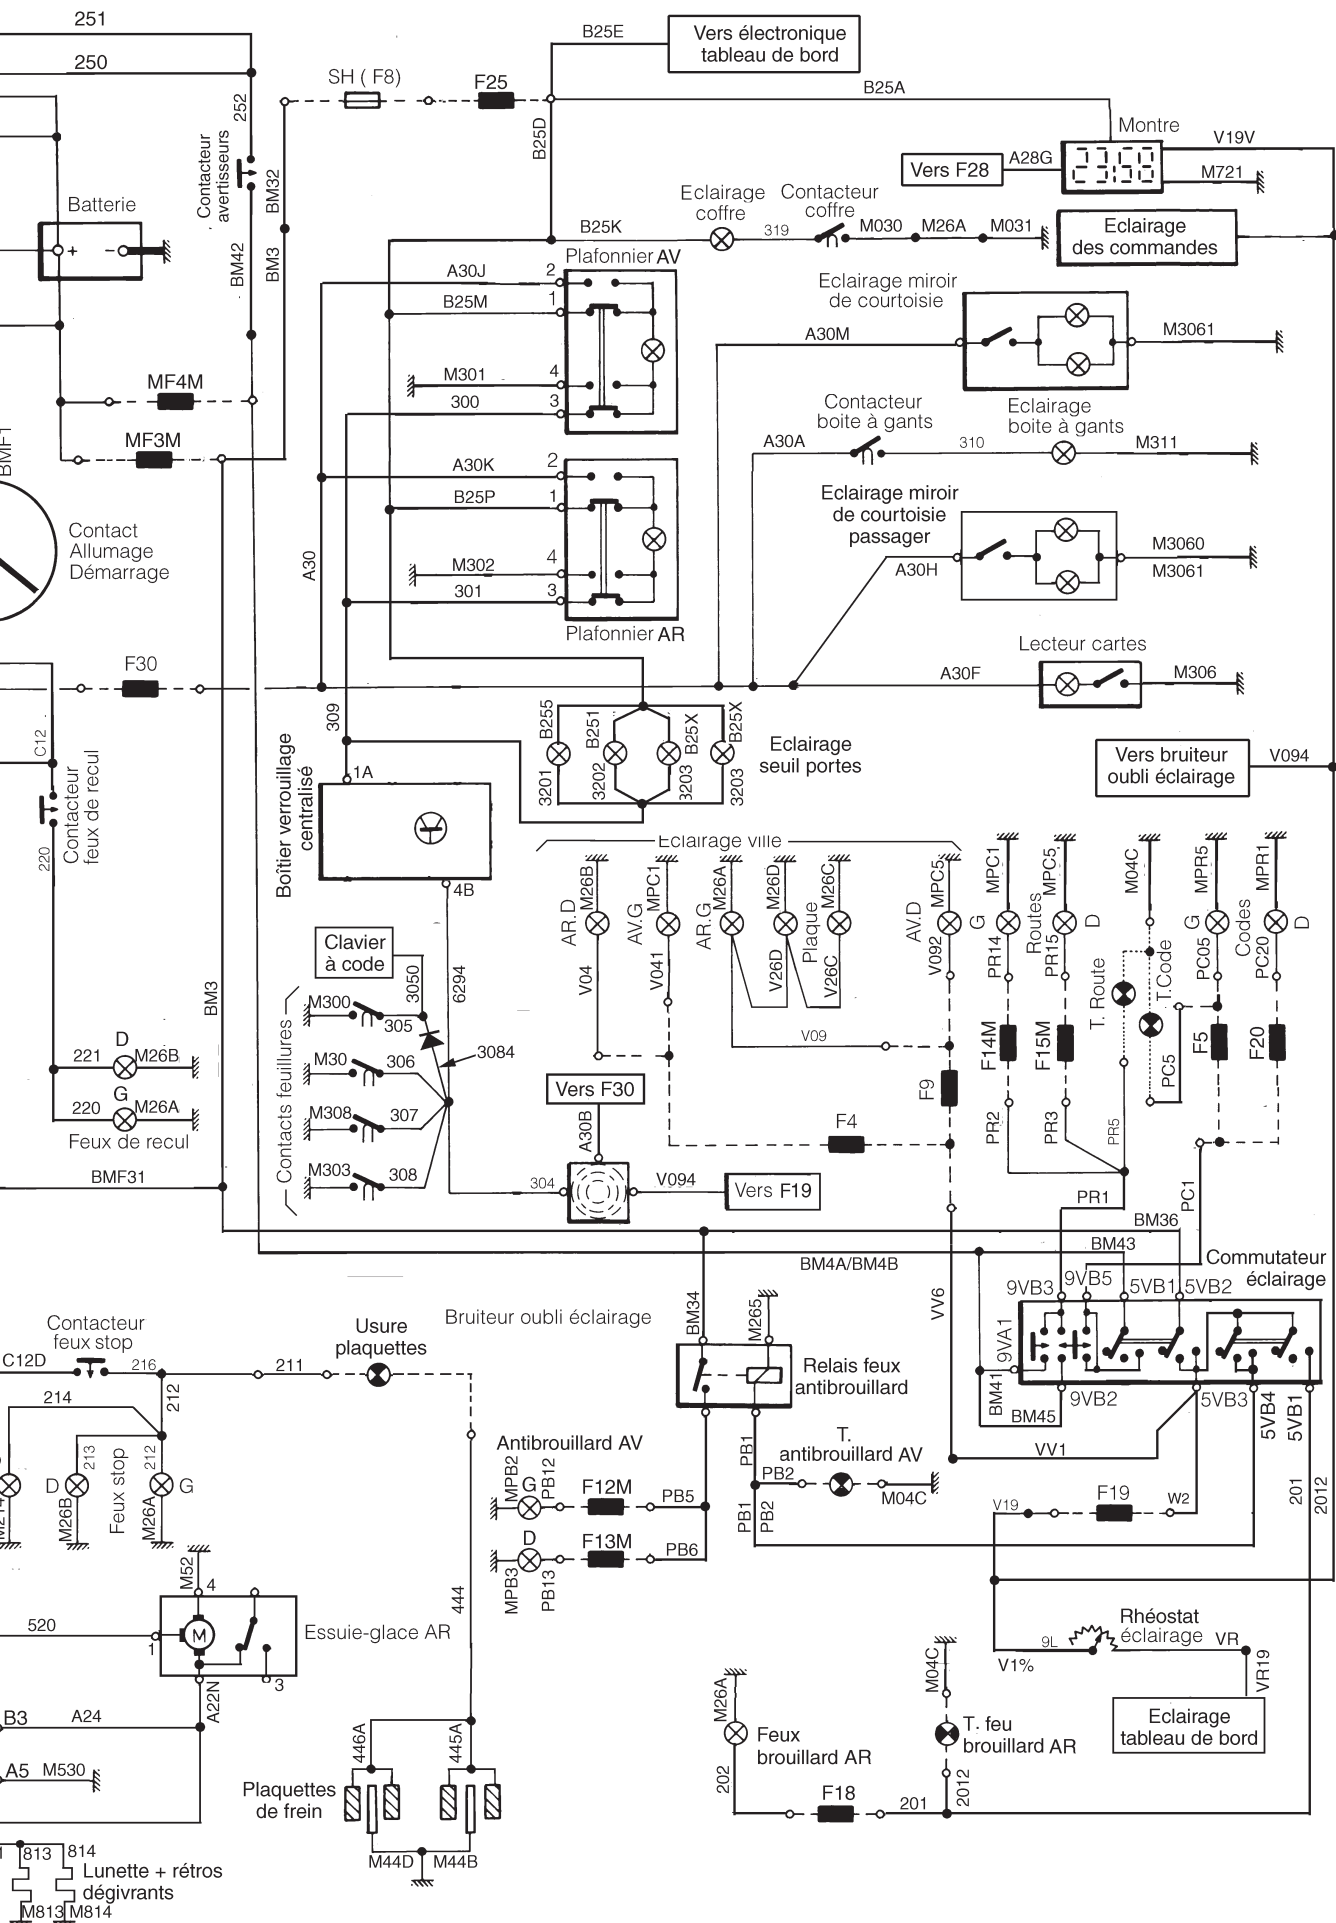 251
250
252
BM32
BM3
BM42
Contacteur
avertisseurs
SH ( F8)
F25
B25E
Vers électronique
tableau de bord
B25A
B25D
Montre
V19V
Vers F28
A28G
M721
Batterie
+
-
Eclairage
coffre
Contacteur
coffre
B25K
319
M030
M26A
M031
Eclairage
des commandes
Plafonnier AV
A30J
2
B25M
1
M301
4
300
3
Eclairage miroir
de courtoisie
A30M
M3061
MF4M
MF3M
BMF1
Contacteur
boite à gants
Eclairage
boite à gants
A30A
310
M311
A30K
2
B25P
1
M302
4
301
3
Plafonnier AR
Eclairage miroir
de courtoisie
passager
A30H
M3060
M3061
Contact
Allumage
Démarrage
A30
F30
Lecteur cartes
A30F
M306
309
C12
Contacteur
feux de recul
220
Boîtier verrouillage
centralisé
1A
4B
B255
B251
B25X
B25X
3201
3202
3203
3203
Eclairage
seuil portes
Vers bruiteur
oubli éclairage
V094
Eclairage ville
AR.D
M26B
V04
AV.G
MPC1
V041
AR.G
M26A
M26D
V26D
Plaque
M26C
V26C
V09
AV.D
MPC5
V092
F9
F4
G
MPC1
PR14
Routes
MPC5
PR15
D
F14M
F15M
PR2
PR3
M04C
T. Route
T.Code
PR5
PC5
MPR5
G
PC05
Codes
MPR1
PC20
D
F5
F20
Clavier
à code
3050
6294
Contacts feuillures
M300
305
3084
M30
306
M308
307
M303
308
Vers F30
A30B
304
V094
Vers F19
BM3
D
221
M26B
G
220
M26A
Feux de recul
BMF31
PR1
PC1
BM36
BM43
BM4A/BM4B
Commutateur
éclairage
9VB3
9VB5
5VB1
5VB2
9VA1
BM41
BM45
9VB2
5VB3
5VB4
5VB1
VV6
VV1
201
2012
V19
F19
W2
Contacteur
feux stop
C12D
216
211
Usure
plaquettes
212
214
213
212
D
G
Feux stop
M214
M26B
M26A
Bruiteur oubli éclairage
BM34
M265
Relais feux
antibrouillard
Antibrouillard AV
MPB2
G
PB12
F12M
PB5
D
MPB3
PB13
F13M
PB6
PB1
PB2
T.
antibrouillard AV
M04C
PB1
PB2
M52
4
520
1
M
3
Essuie-glace AR
A22N
444
B3
A24
A5
M530
446A
445A
Plaquettes
de frein
M44D
M44B
813
814
Lunette + rétros
dégivrants
M813
M814
Rhéostat
éclairage
9L
V1%
VR
VR19
Eclairage
tableau de bord
M26A
Feux
brouillard AR
202
F18
201
M04C
T. feu
brouillard AR
2012